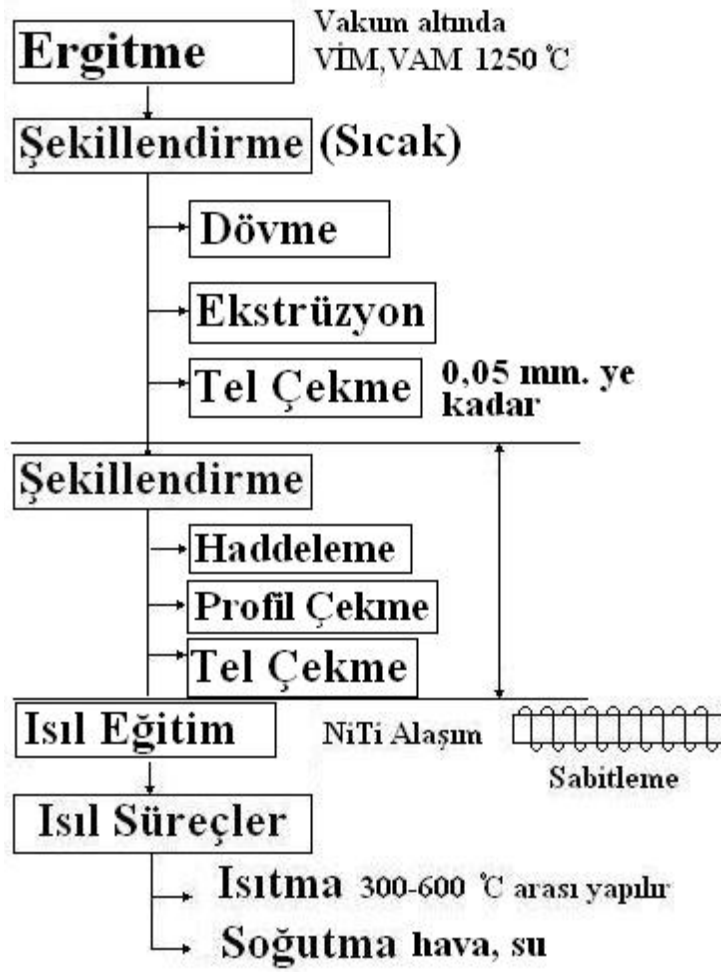 Ergitme
Vakum altında
VİM,VAM 1250 ℃
Şekillendirme (Sıcak)
Dövme
Ekstrüzyon
Tel Çekme
0,05 mm. ye
kadar
Şekillendirme
Haddeleme
Profil Çekme
Tel Çekme
Isıl Eğitim
NiTi Alaşım
Sabitleme
Isıl Süreçler
Isıtma 300-600 ℃ arası yapılır
Soğutma hava, su